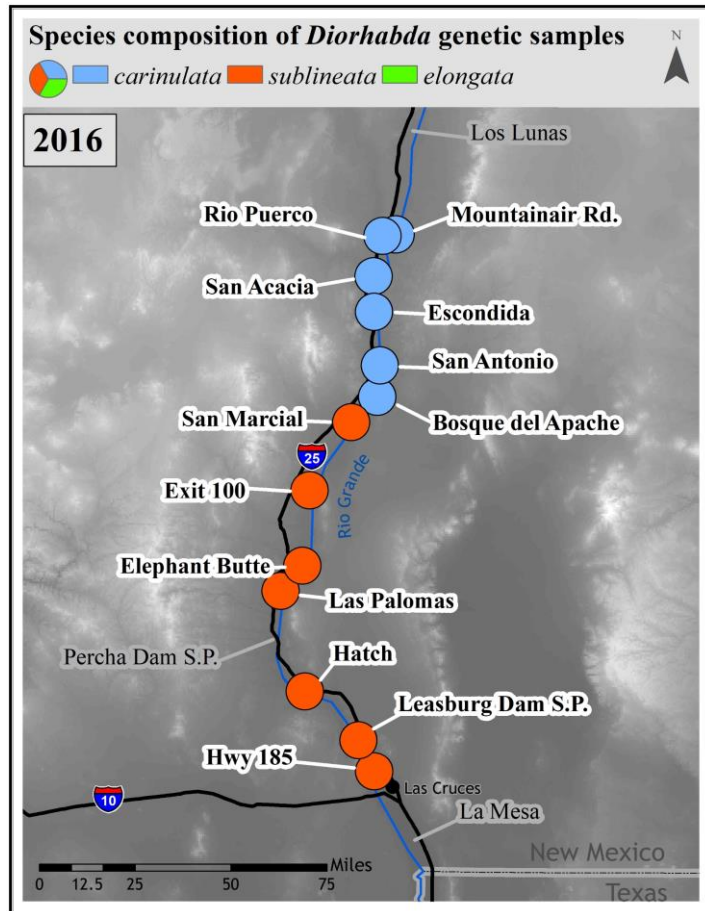 Species composition of Diorhabda genetic samples
carinulata sublineata elongata
N
2016
Los Lunas
Rio Puerco
Mountainair Rd.
San Acacia
Escondida
San Antonio
San Marcial
Bosque del Apache
25
Exit 100
Rio Grande
Elephant Butte
Las Palomas
Percha Dam S.P.
Hatch
Leasburg Dam S.P.
Hwy 185
Las Cruces
10
La Mesa
New Mexico
Texas
Miles
0 12.5 25 50 75